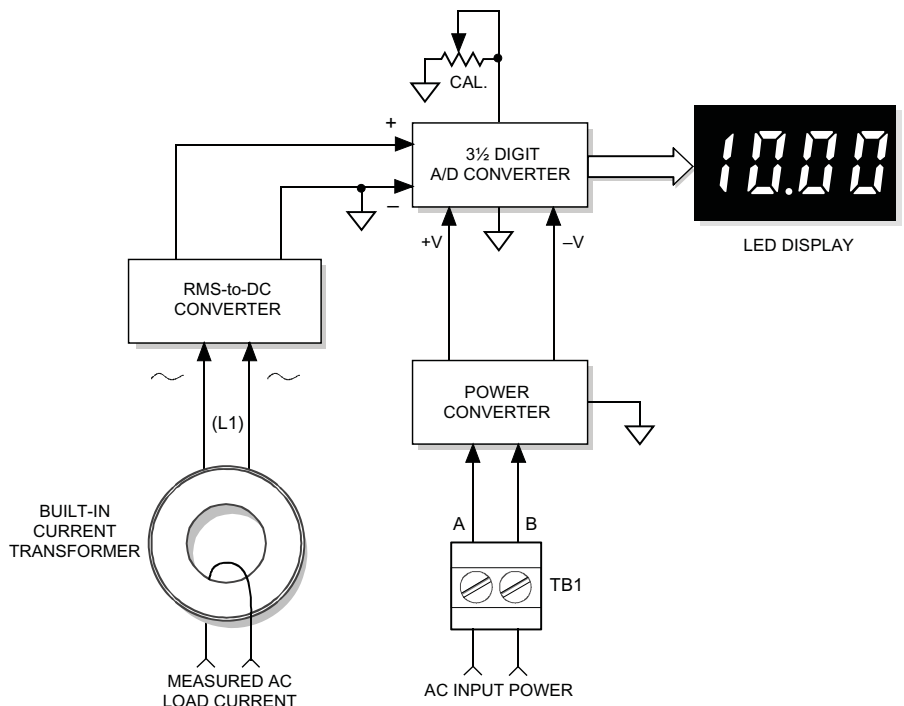 CAL.
+
3½ DIGIT
A/D CONVERTER
–
10.00
LED DISPLAY
+V
–V
RMS-to-DC
CONVERTER
POWER
CONVERTER
(L1)
BUILT-IN
CURRENT
TRANSFORMER
A
B
TB1
MEASURED AC
LOAD CURRENT
AC INPUT POWER